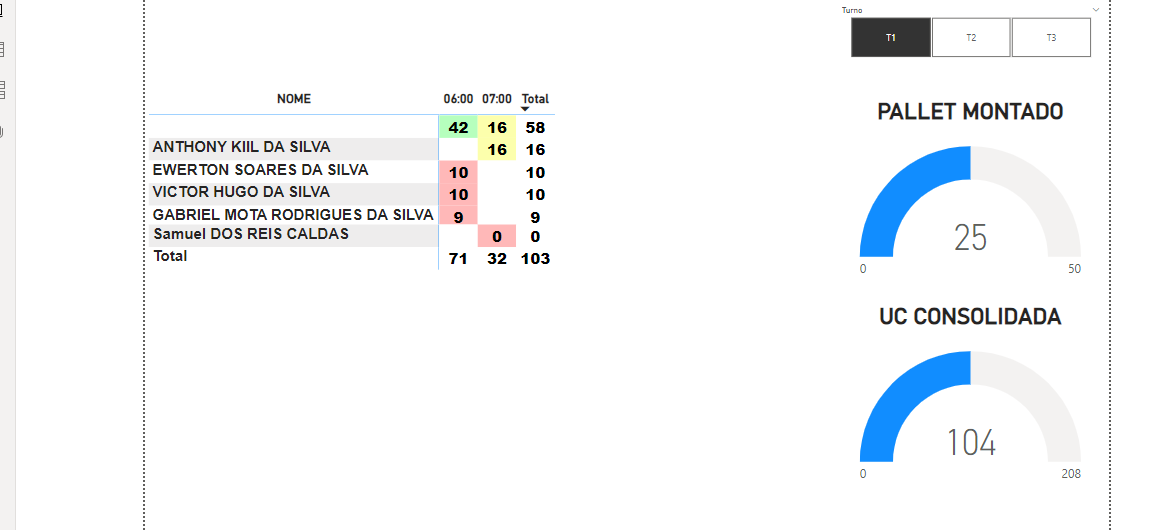 Turno
T1 T2 T3
NOME 06:00 07:00 Total
42 16 58
ANTHONY KIIL DA SILVA 16 16
EWERTON SOARES DA SILVA 10 10
VICTOR HUGO DA SILVA 10 10
GABRIEL MOTA RODRIGUES DA SILVA 9 9
Samuel DOS REIS CALDAS 0 0
Total 71 32 103
PALLET MONTADO
25
0 50
UC CONSOLIDADA
104
0 208